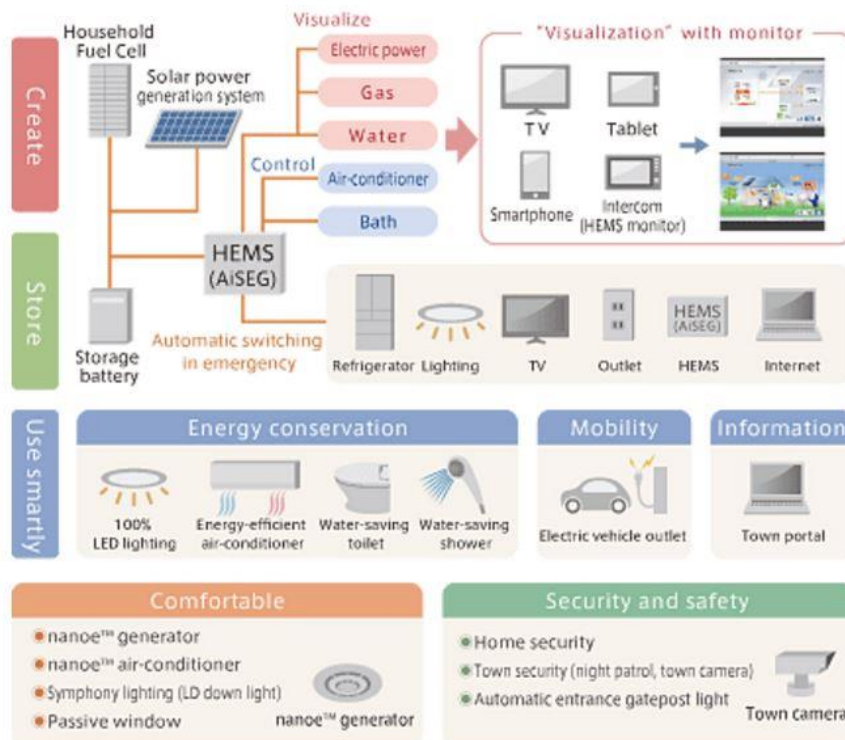 Create
Household
Fuel Cell
Solar power
generation system
Visualize
Electric power
Gas
Water
Control
Air-conditioner
Bath
"Visualization" with monitor
TV
Tablet
Smartphone
Intercom
(HEMS monitor)
Store
HEMS
(AiSEG)
Storage
battery
Automatic switching
in emergency
Refrigerator
Lighting
TV
Outlet
HEMS
(AiSEG)
HEMS
Internet
Use smartly
Energy conservation
100%
LED lighting
Energy-efficient
air-conditioner
Water-saving
toilet
Water-saving
shower
Mobility
Electric vehicle outlet
Information
Town portal
Comfortable
nanoe™ generator
nanoe™ air-conditioner
Symphony lighting (LD down light)
Passive window
nanoe™ generator
Security and safety
Home security
Town security (night patrol, town camera)
Automatic entrance gatepost light
Town camera